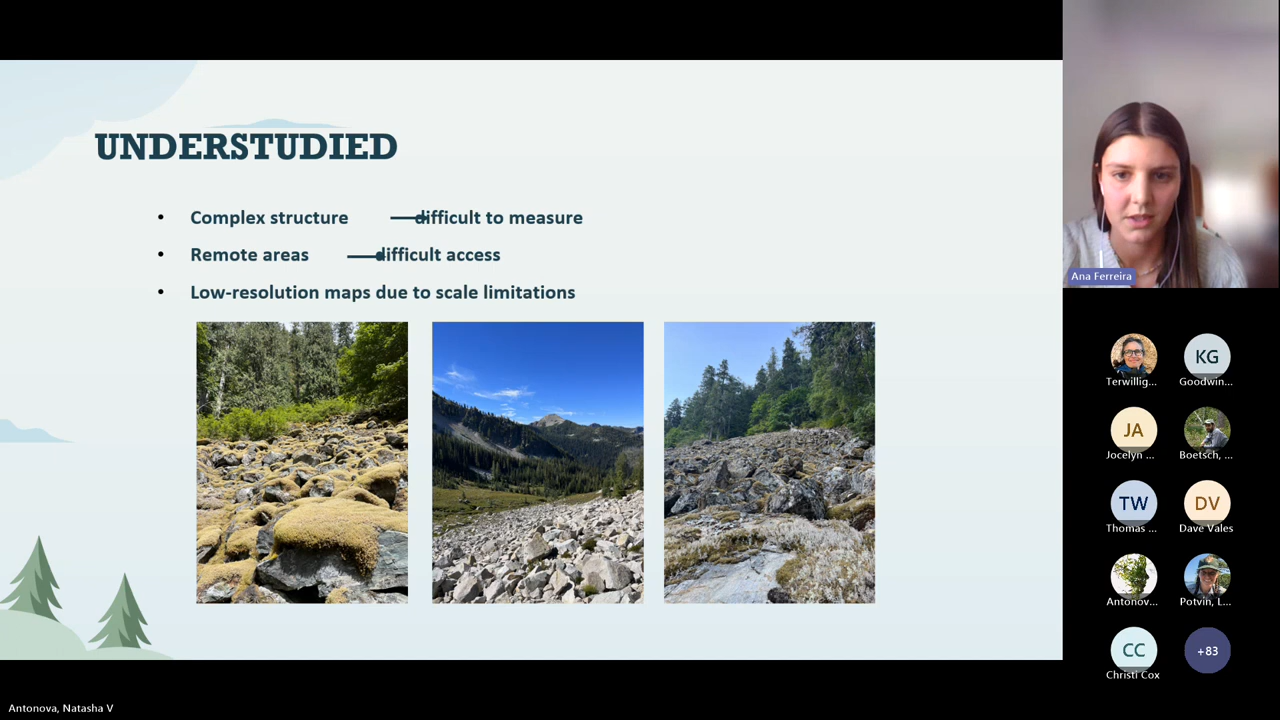 UNDERSTUDIED
• Complex structure difficult to measure
• Remote areas difficult access
• Low-resolution maps due to scale limitations
Ana Ferreira
KG
Terwillig... Goodwin...
JA
Jocelyn ... Boetsch, ...
TW DV
Thomas ... Dave Vales
Antonov... Potvin, L...
CC +83
Christi Cox
Antonova, Natasha V